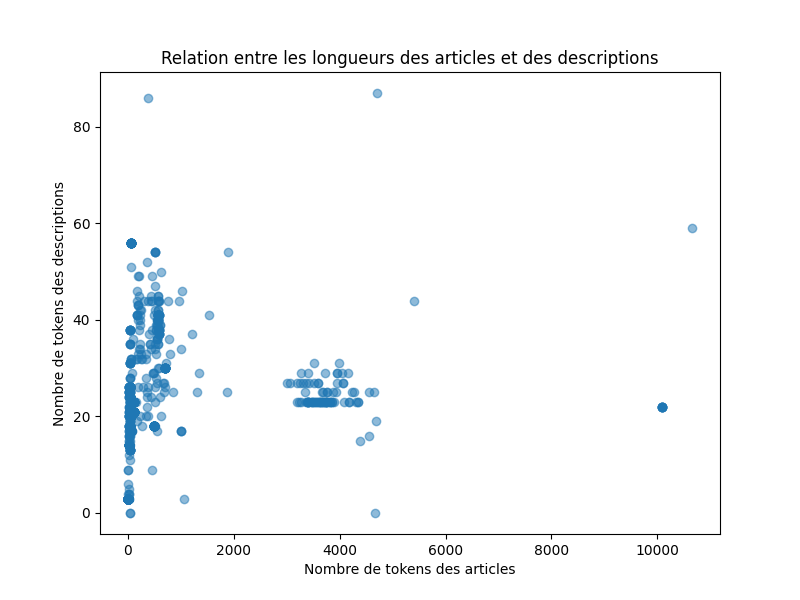 Relation entre les longueurs des articles et des descriptions
Nombre de tokens des descriptions
80
60
40
20
0
0 2000 4000 6000 8000 10000
Nombre de tokens des articles